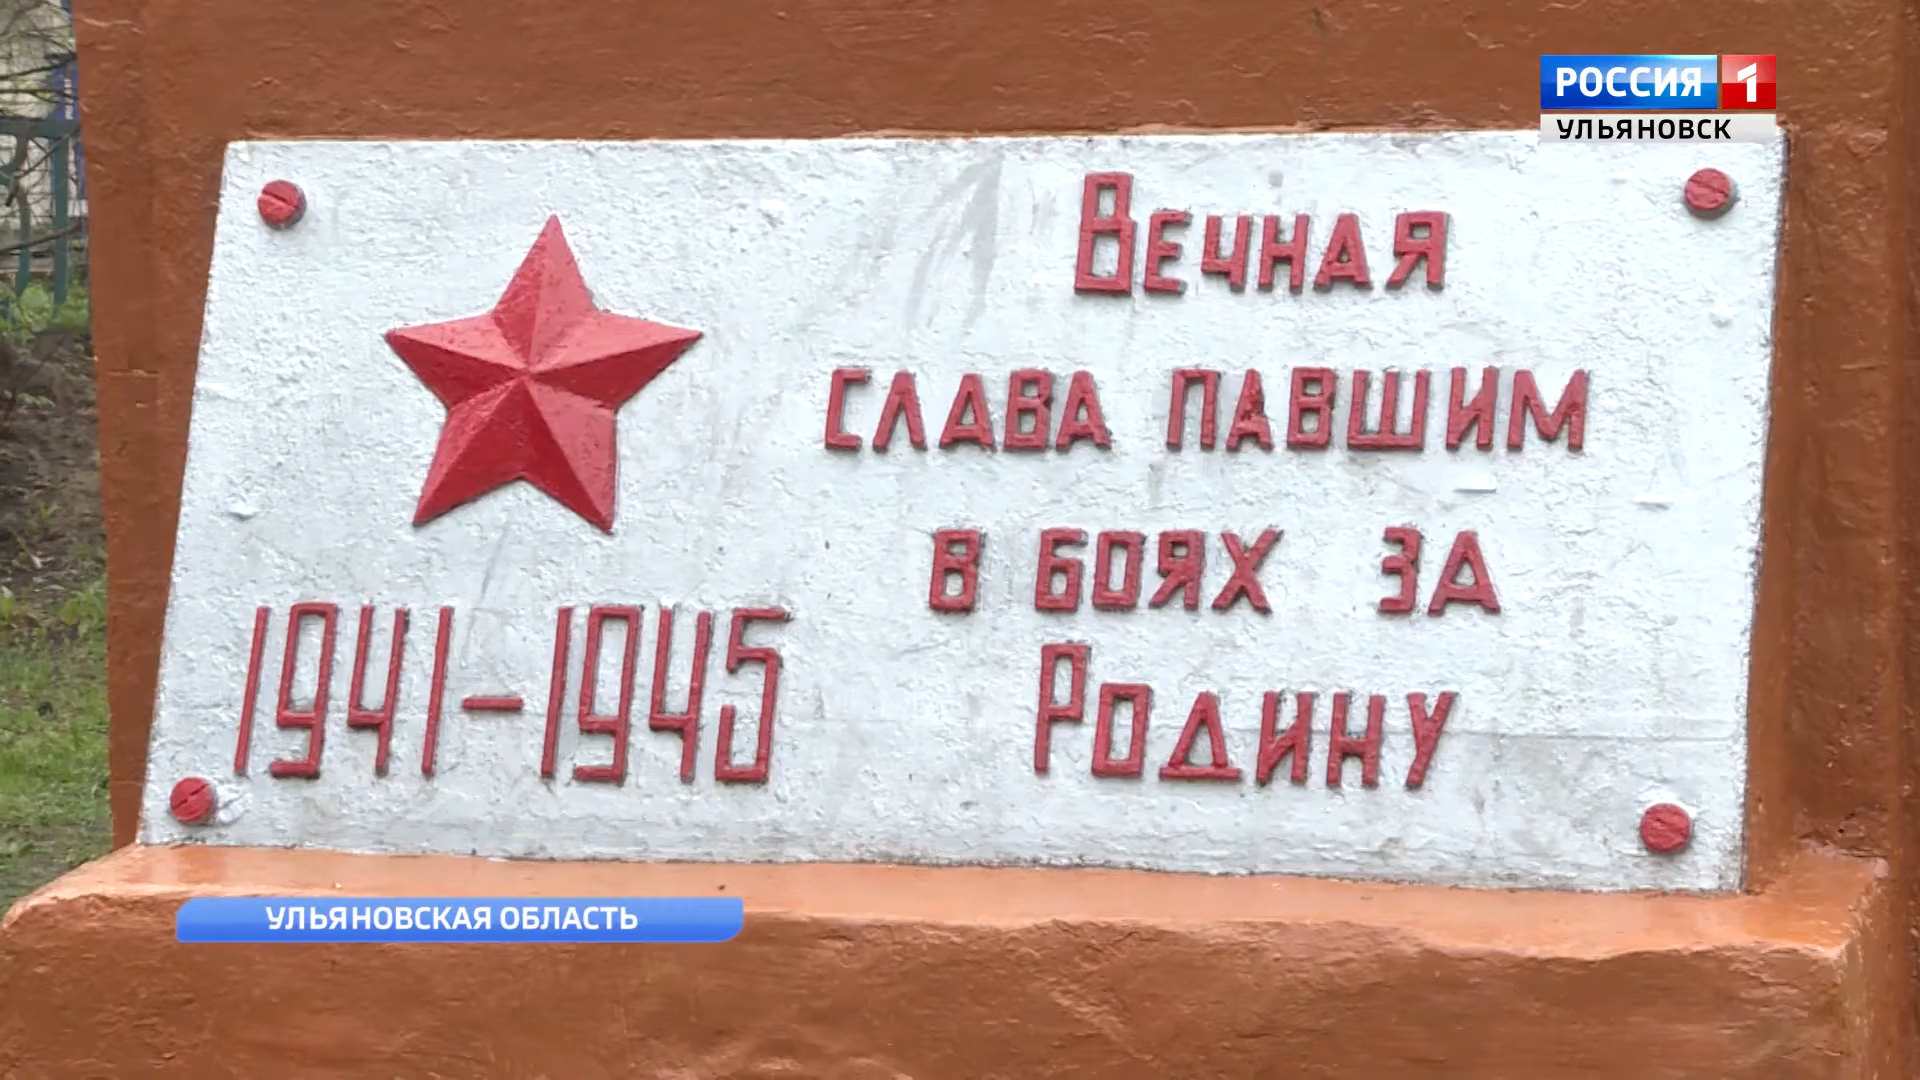 РОССИЯ 1
УЛЬЯНОВСК
Вечная
слава павшим
в боях за
Родину
1941-1945
УЛЬЯНОВСКАЯ ОБЛАСТЬ